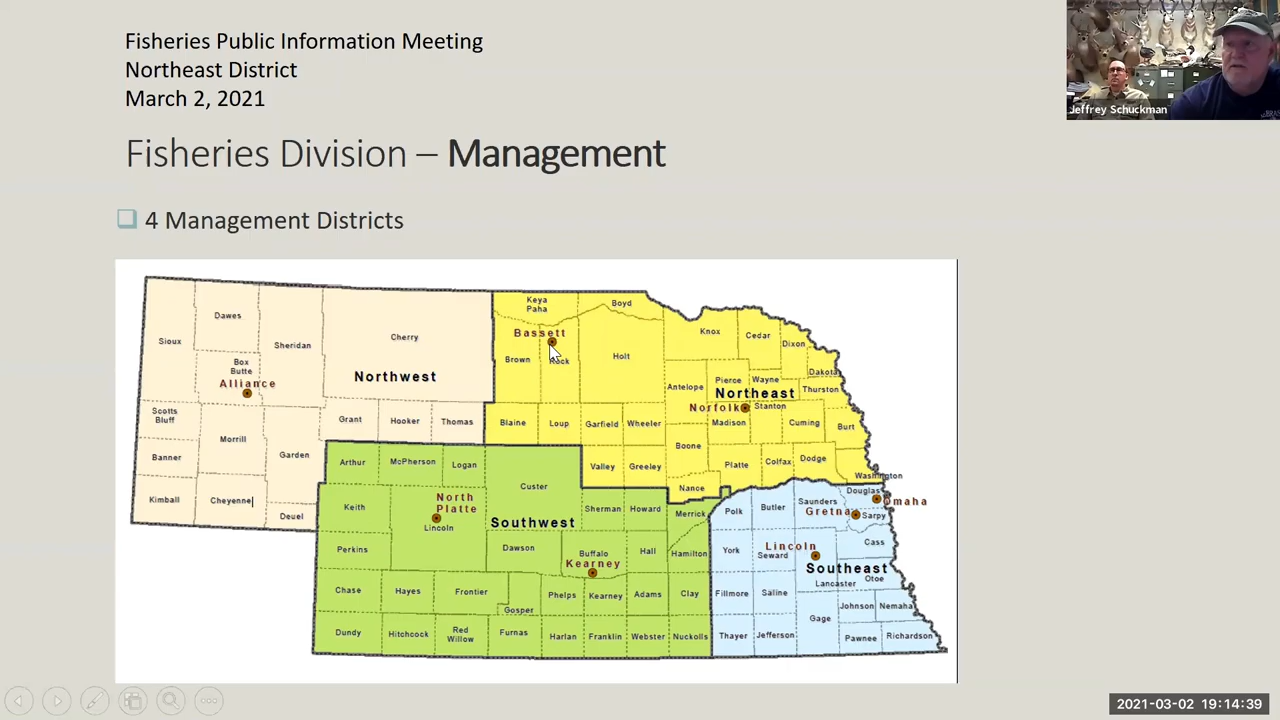 Fisheries Public Information Meeting
Northeast District
March 2, 2021
Jeffrey Schuckman
Fisheries Division – Management
4 Management Districts
Keya
Paha
Boyd
Dawes
Sioux
Sheridan
Cherry
Bassett
Knox
Cedar
Dixon
Box
Butte
Alliance
Northwest
Brown
Rock
Holt
Antelope
Pierce
Wayne
Dakota
Thurston
Northeast
Norfolk
Stanton
Madison
Cuming
Burt
Scotts
Bluff
Morrill
Grant
Hooker
Thomas
Blaine
Loup
Garfield
Wheeler
Boone
Banner
Garden
Arthur
McPherson
Logan
Valley
Greeley
Platte
Colfax
Dodge
Washington
Kimball
Cheyenne
Deuel
Keith
North
Platte
Lincoln
Custer
Southwest
Nance
Sherman
Howard
Merrick
Polk
Butler
Saunders
Douglas
Omaha
Gretna
Sarpy
Perkins
Dawson
Buffalo
Kearney
Hall
Hamilton
York
Seward
Lincoln
Cass
Southeast
Lancaster
Otoe
Chase
Hayes
Frontier
Gosper
Phelps
Kearney
Adams
Clay
Fillmore
Saline
Gage
Johnson
Nemaha
Dundy
Hitchcock
Red
Willow
Furnas
Harlan
Franklin
Webster
Nuckolls
Thayer
Jefferson
Pawnee
Richardson
2021-03-02 19:14:39